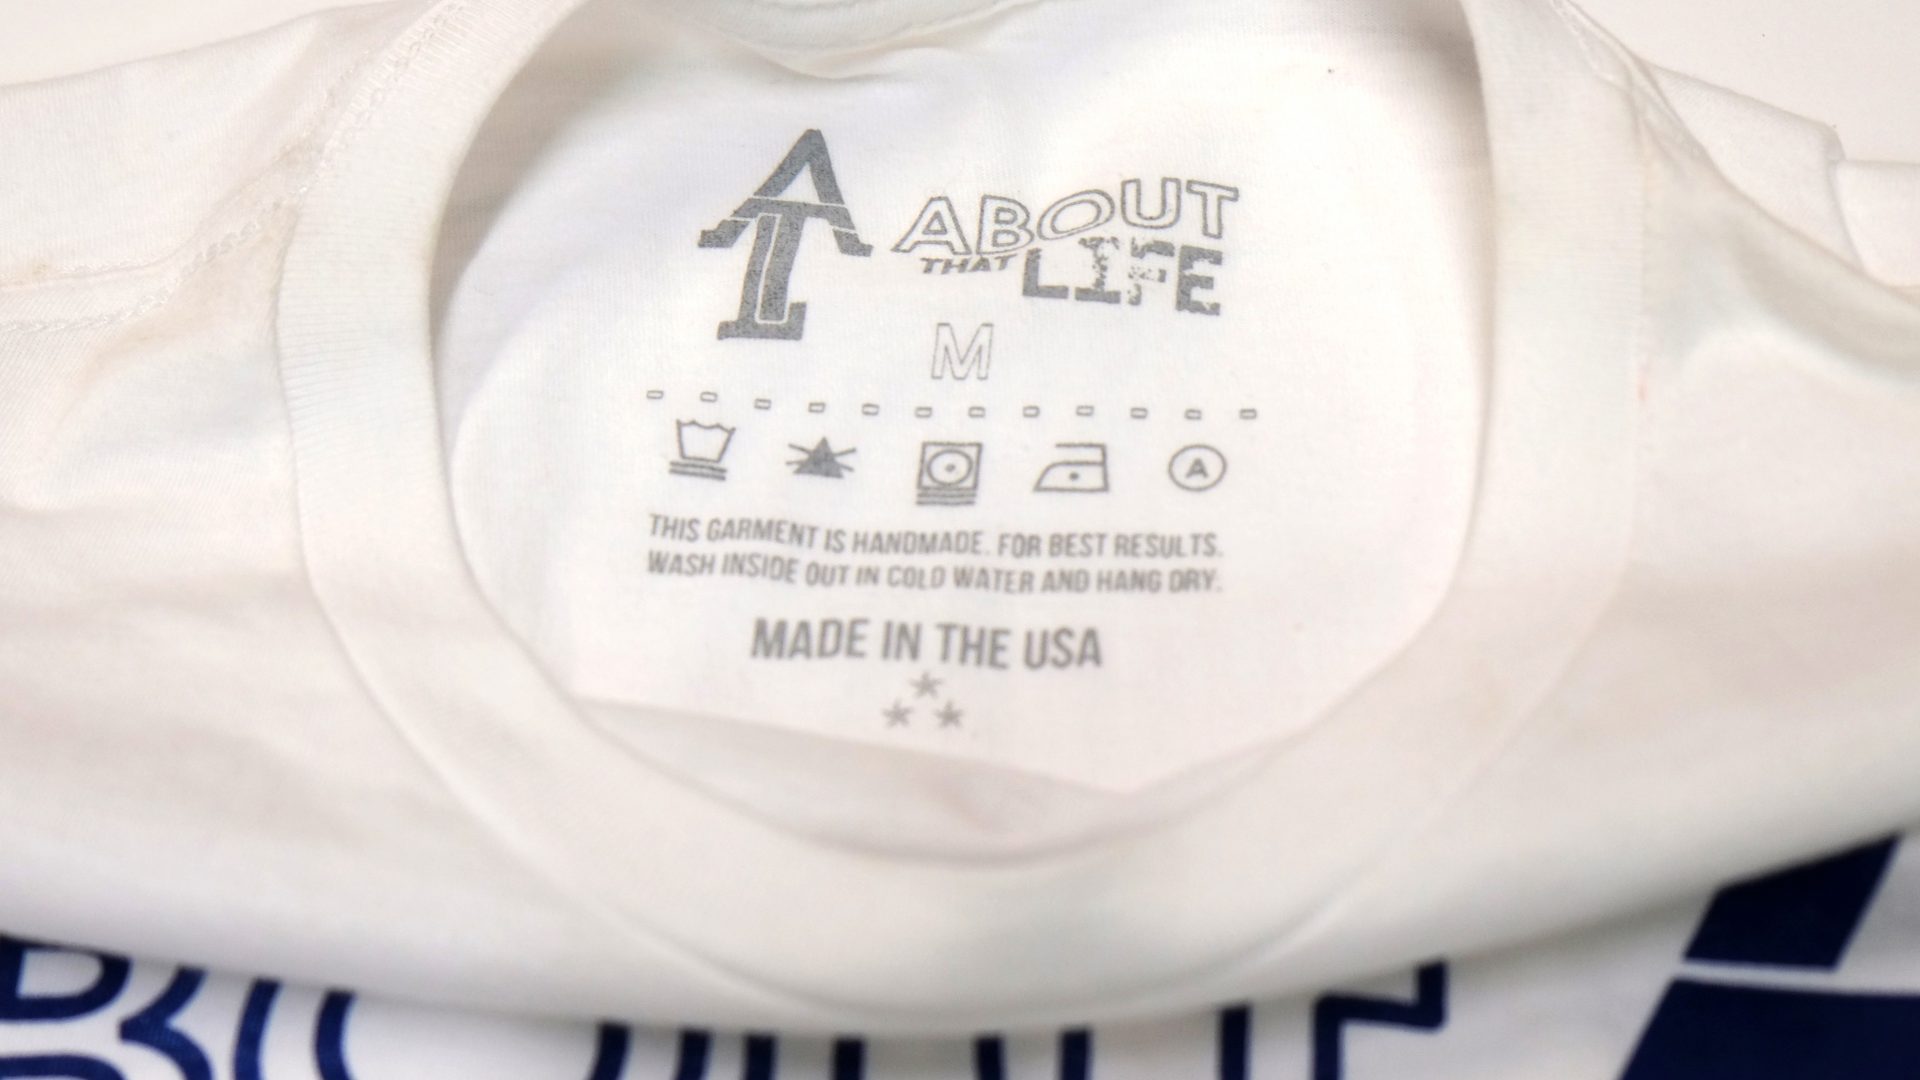 ATL
ABOUT
THAT LIFE
M
A
THIS GARMENT IS HANDMADE. FOR BEST RESULTS.
WASH INSIDE OUT IN COLD WATER AND HANG DRY.
MADE IN THE USA